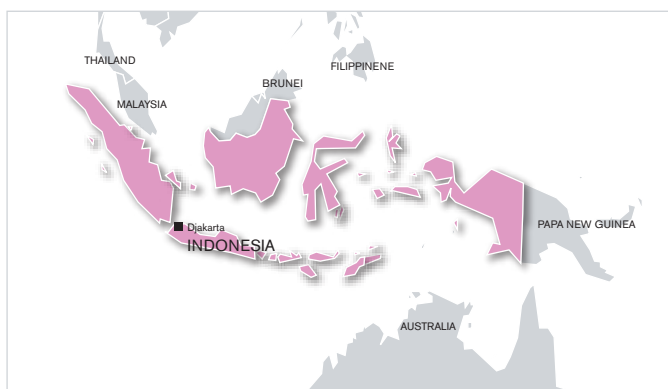 THAILAND
FILIPPINENE
BRUNEI
MALAYSIA
Djakarta
INDONESIA
PAPA NEW GUINEA
AUSTRALIA